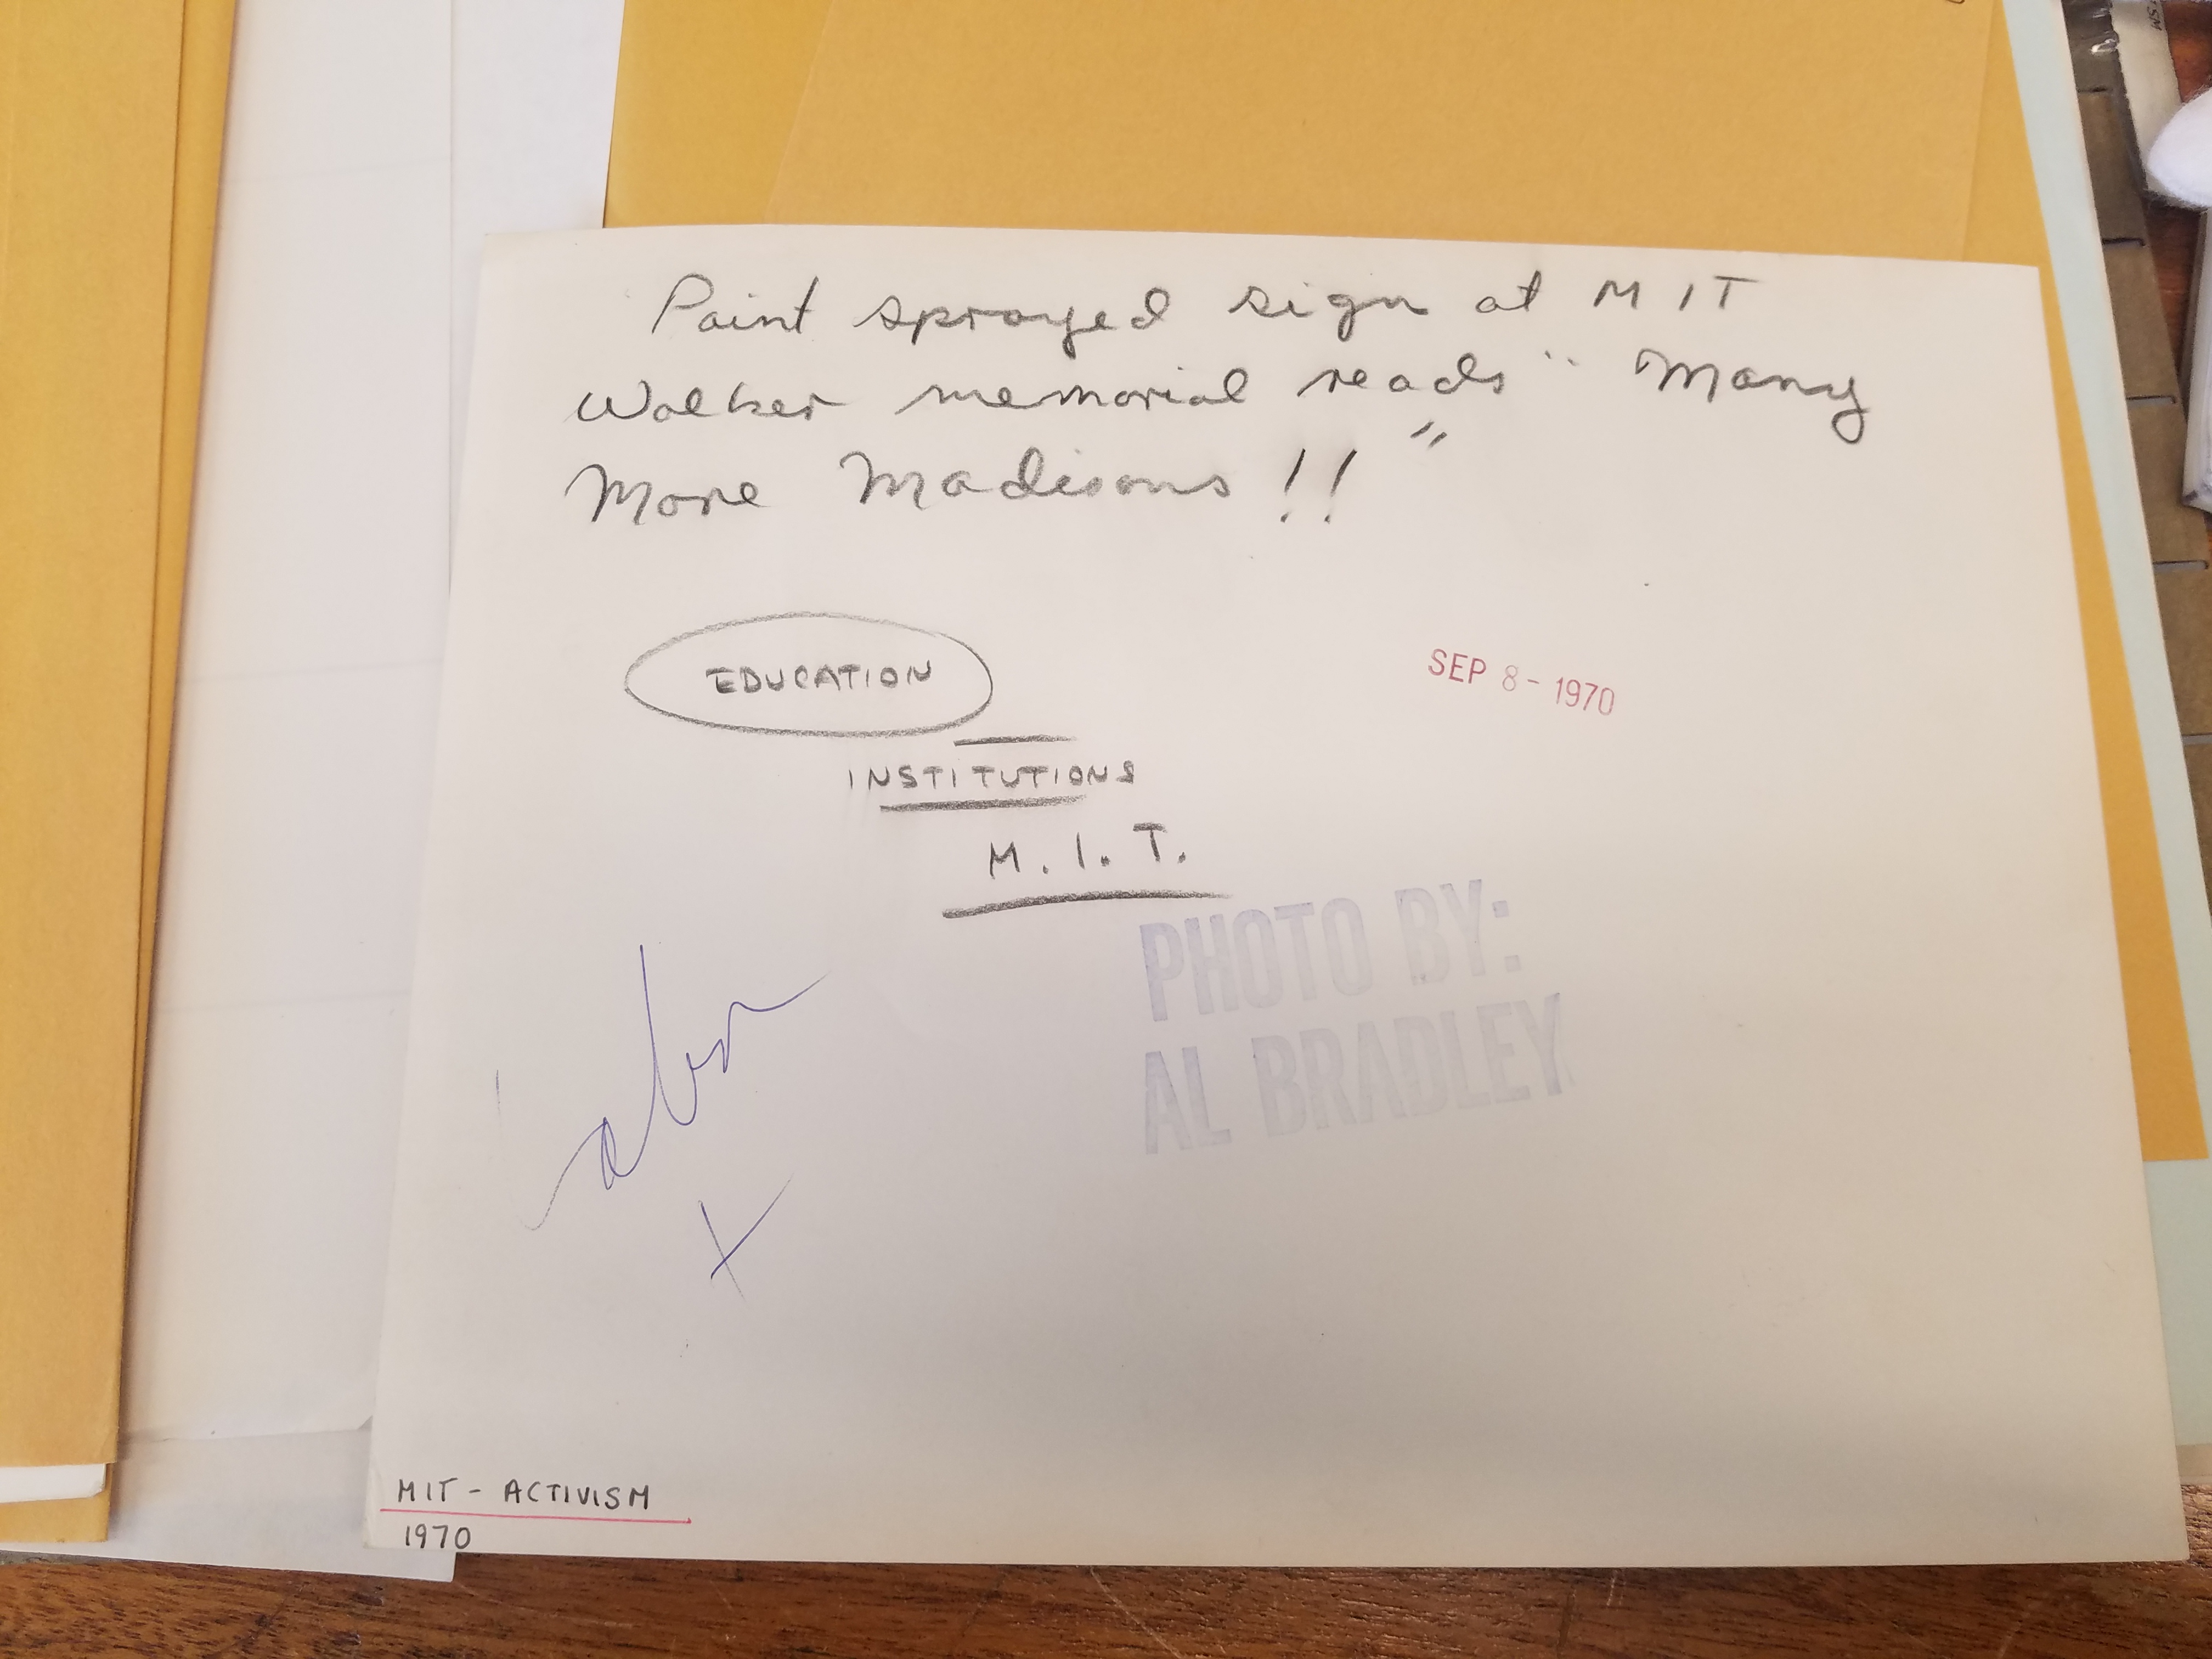 Paint sprayed sign at MIT
Walker memorial reads " Many
More Madisons !! "
EDUCATION
SEP 8 - 1970
INSTITUTIONS
M.I.T.
PHOTO BY:
AL BRADLEY
MIT - ACTIVISM
1970